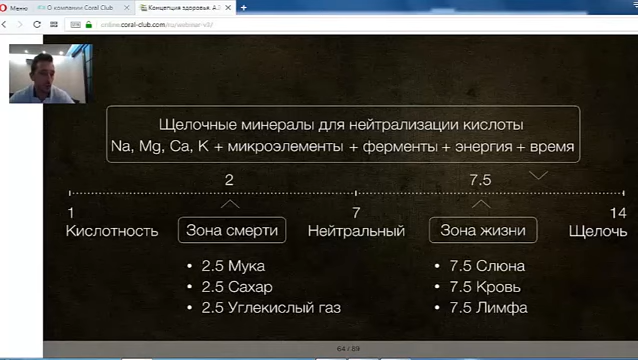 Меню
О компании Coral Club
Концепция здоровья. А.
online.coral-club.com/ru/webinar-v3/
Щелочные минералы для нейтрализации кислоты
Na, Mg, Ca, K + микроэлементы + ферменты + энергия + время
2 7.5
1 7 14
Кислотность Зона смерти Нейтральный Зона жизни Щелочь
• 2.5 Мука • 7.5 Слюна
• 2.5 Сахар • 7.5 Кровь
• 2.5 Углекислый газ • 7.5 Лимфа
64 / 89